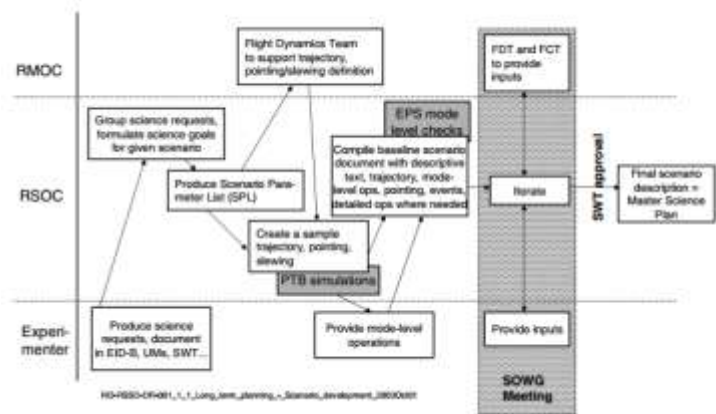 RMOC
RSOC
Experi-
menter
Flight Dynamics Team
to support trajectory,
pointing/slewing definition
FDT and FCT
to provide
inputs
Group science requests,
formulate science goals
for given scenario
Produce Scenario Para-
meter List (SPL)
Create a sample
trajectory, pointing,
slewing
PTB simulations
EPS mode
level checks
Compile baseline scenario
document with descriptive
text, trajectory, mode-
level ops, pointing, events,
detailed ops where needed
Iterate
SWT approval
Final scenario
description =
Master Science
Plan
Produce science
requests, document
in EID-B, UMs, SWT...
Provide mode-level
operations
Provide inputs
SOWG
Meeting